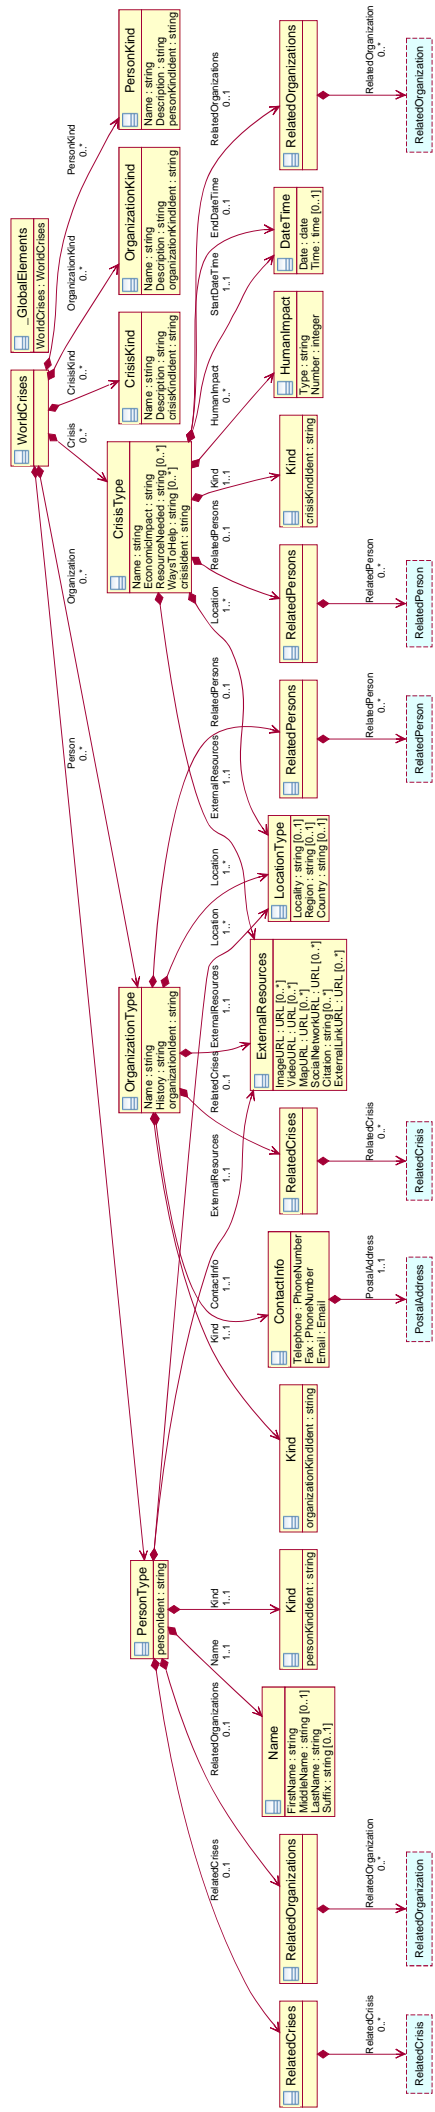 _GlobalElements
WorldCrises : WorldCrises
WorldCrises
Person
0..*
Organization
0..*
Crisis
0..*
CrisisKind
0..*
OrganizationKind
0..*
PersonKind
0..*
PersonType
personIdent : string
OrganizationType
Name : string
History : string
organizationIdent : string
CrisisType
Name : string
EconomicImpact : string
ResourceNeeded : string [0..*]
WaysToHelp : string [0..*]
crisisIdent : string
CrisisKind
Name : string
Description : string
crisisKindIdent : string
OrganizationKind
Name : string
Description : string
organizationKindIdent : string
PersonKind
Name : string
Description : string
personKindIdent : string
RelatedCrises
0..1
RelatedOrganizations
0..1
Name
1..1
Kind
1..1
Kind
1..1
ContactInfo
1..1
ExternalResources
1..1
RelatedCrises
0..1
ExternalResources
1..1
Location
1..*
Location
1..*
ExternalResources
1..1
RelatedPersons
0..1
Location
1..*
RelatedPersons
0..1
Kind
1..1
HumanImpact
0..*
StartDateTime
1..1
EndDateTime
0..1
RelatedOrganizations
0..1
RelatedCrises
RelatedOrganizations
Name
FirstName : string
MiddleName : string [0..1]
LastName : string
Suffix : string [0..1]
Kind
personKindIdent : string
Kind
organizationKindIdent : string
ContactInfo
Telephone : PhoneNumber
Fax : PhoneNumber
Email : Email
RelatedCrises
ExternalResources
ImageURL : URL [0..*]
VideoURL : URL [0..*]
MapURL : URL [0..*]
SocialNetworkURL : URL [0..*]
Citation : string [0..*]
ExternalLinkURL : URL [0..*]
LocationType
Locality : string [0..1]
Region : string [0..1]
Country : string [0..1]
RelatedPersons
RelatedPersons
Kind
crisisKindIdent : string
HumanImpact
Type : string
Number : integer
DateTime
Date : date
Time : time [0..1]
RelatedOrganizations
RelatedCrisis
0..*
RelatedOrganization
0..*
PostalAddress
1..1
RelatedCrisis
0..*
RelatedPerson
0..*
RelatedPerson
0..*
RelatedOrganization
0..*
RelatedCrisis
RelatedOrganization
PostalAddress
RelatedCrisis
RelatedPerson
RelatedPerson
RelatedOrganization